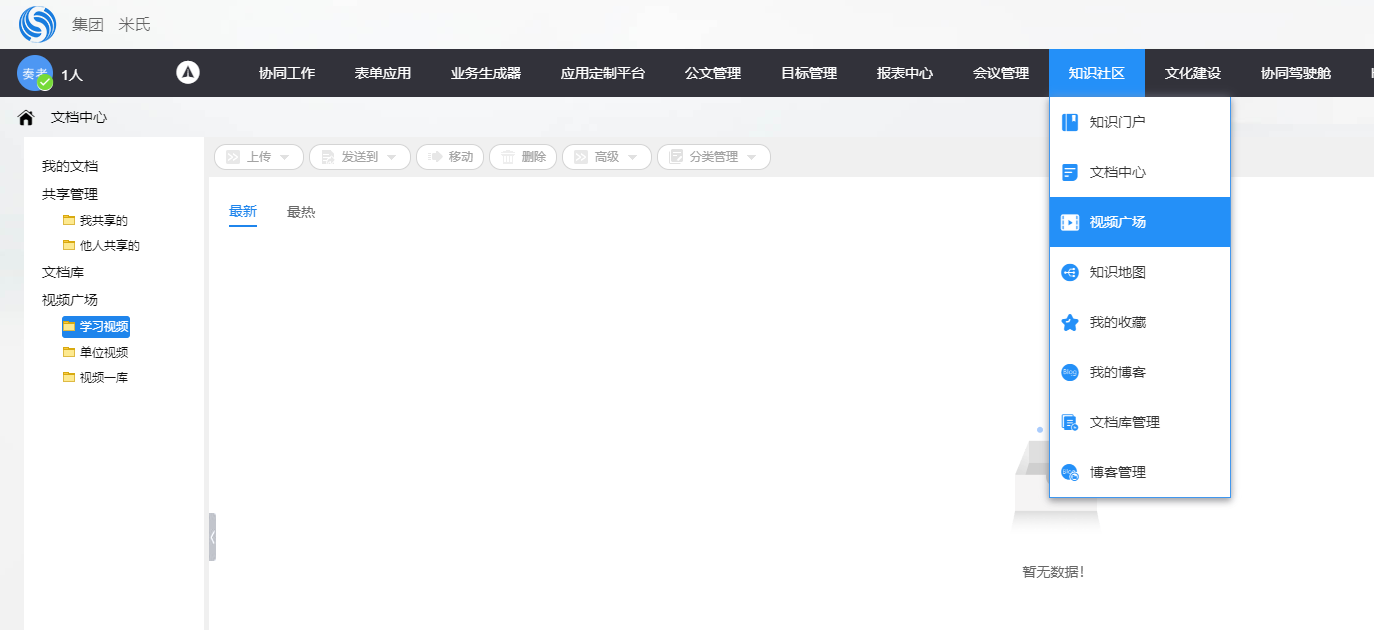 集团 米氏
奏者 1人 协同工作 表单应用 业务生成器 应用定制平台 公文管理 目标管理 报表中心 会议管理 知识社区 文化建设 协同驾驶舱
文档中心
我的文档
共享管理
我共享的
他人共享的
文档库
视频广场
学习视频
单位视频
视频一库
上传 发送到 移动 删除 高级 分类管理
最新 最热
知识门户
文档中心
视频广场
知识地图
我的收藏
Blog 我的博客
文档库管理
博客管理
暂无数据!